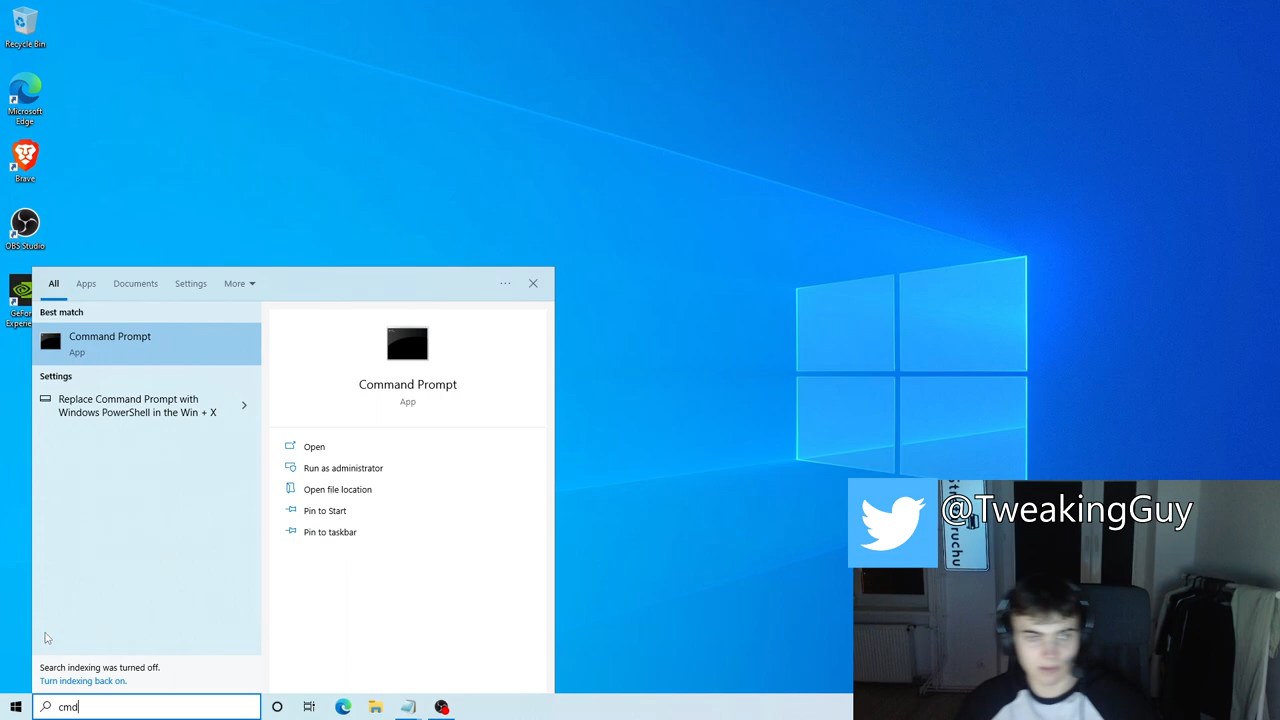 Recycle Bin
Microsoft
Edge
Brave
OBS Studio
GeForce
Experien
All
Apps
Documents
Settings
More
Best match
Command Prompt
App
Settings
Replace Command Prompt with
Windows PowerShell in the Win + X
Search indexing was turned off.
Turn indexing back on.
Command Prompt
App
Open
Run as administrator
Open file location
Pin to Start
Pin to taskbar
cmd
@TweakingGuy